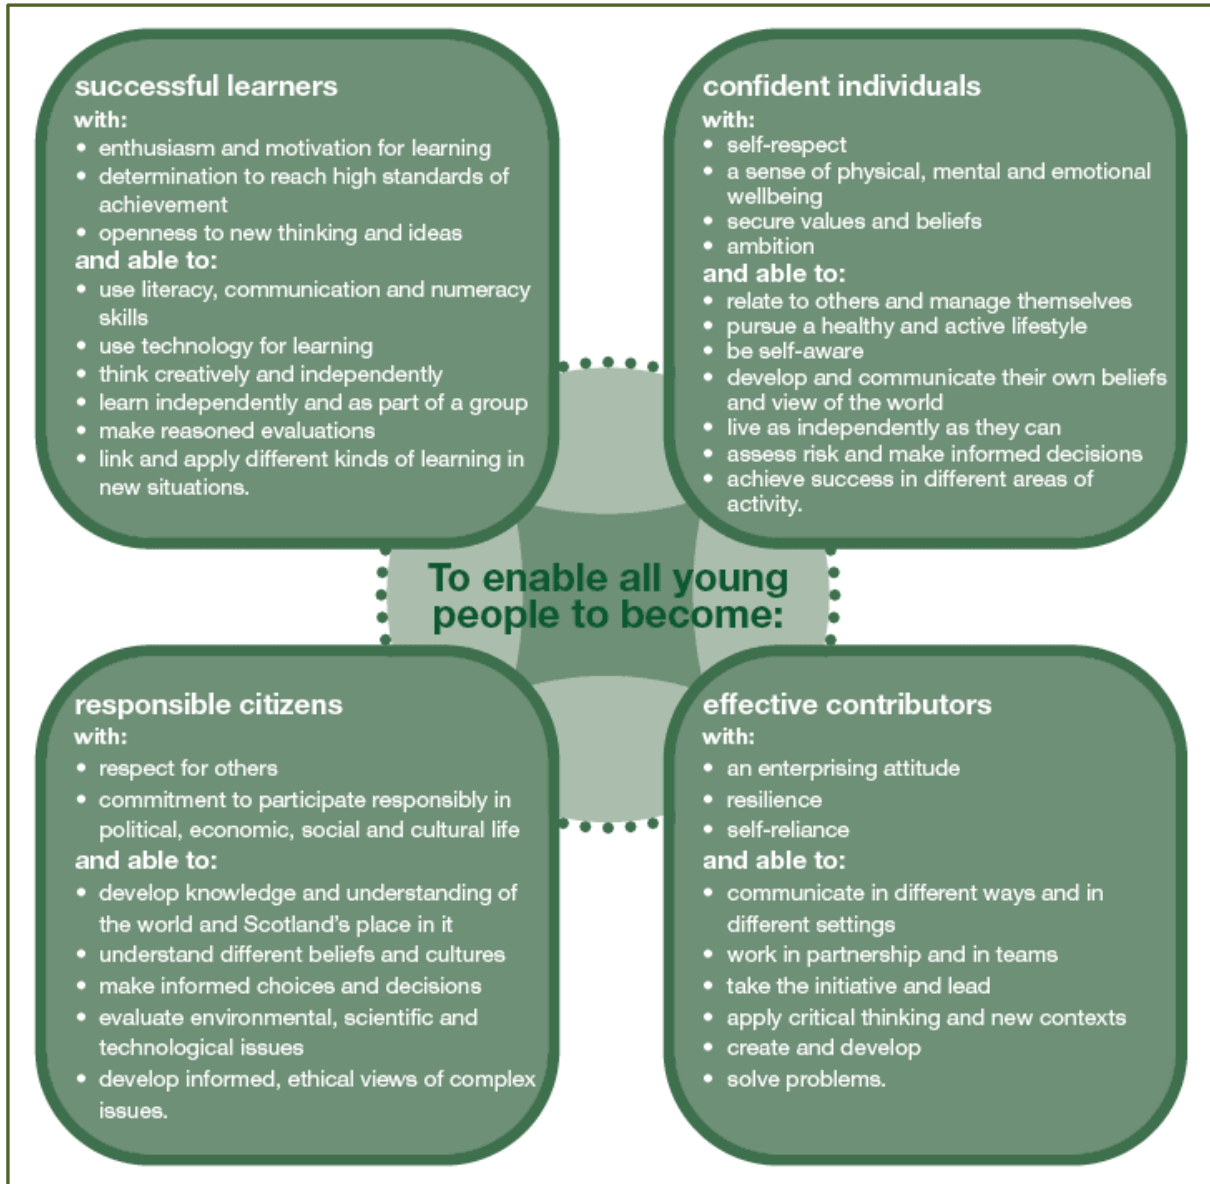 successful learners
with:
• enthusiasm and motivation for learning
• determination to reach high standards of
achievement
• openness to new thinking and ideas
and able to:
• use literacy, communication and numeracy
skills
• use technology for learning
• think creatively and independently
• learn independently and as part of a group
• make reasoned evaluations
• link and apply different kinds of learning in
new situations.
confident individuals
with:
• self-respect
• a sense of physical, mental and emotional
wellbeing
• secure values and beliefs
• ambition
and able to:
• relate to others and manage themselves
• pursue a healthy and active lifestyle
• be self-aware
• develop and communicate their own beliefs
and view of the world
• live as independently as they can
• assess risk and make informed decisions
• achieve success in different areas of
activity.
To enable all young
people to become:
responsible citizens
with:
• respect for others
• commitment to participate responsibly in
political, economic, social and cultural life
and able to:
• develop knowledge and understanding of
the world and Scotland's place in it
• understand different beliefs and cultures
• make informed choices and decisions
• evaluate environmental, scientific and
technological issues
• develop informed, ethical views of complex
issues.
effective contributors
with:
• an enterprising attitude
• resilience
• self-reliance
and able to:
• communicate in different ways and in
different settings
• work in partnership and in teams
• take the initiative and lead
• apply critical thinking and new contexts
• create and develop
• solve problems.